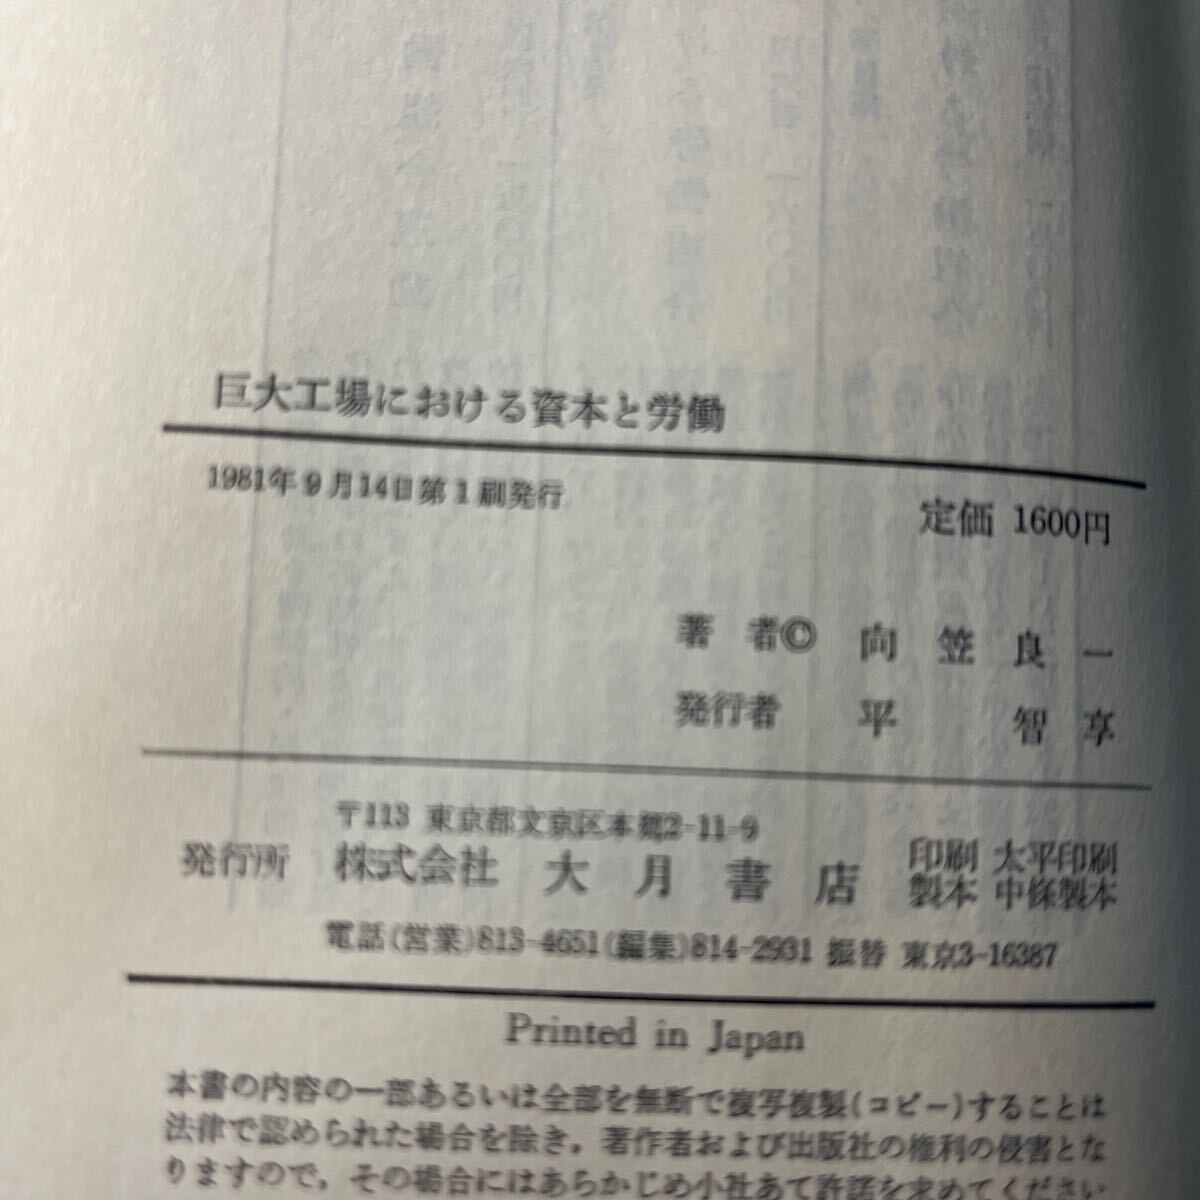 巨大工場における資本と労働
1981年9月14日第1刷発行
定価 1600円
著者© 向笠良一
発行者 平智享
〒113 東京都文京区本郷2-11-9
発行所 株式会社 大月書店
印刷 太平印刷
製本 中條製本
電話(営業)813-4651(編集)814-2931 振替 東京3-16387
Printed in Japan
本書の内容の一部あるいは全部を無断で複写複製(コピー)することは
法律で認められた場合を除き，著作者および出版社の権利の侵害とな
りますので，その場合にはあらかじめ小社あて許諾を求めてください